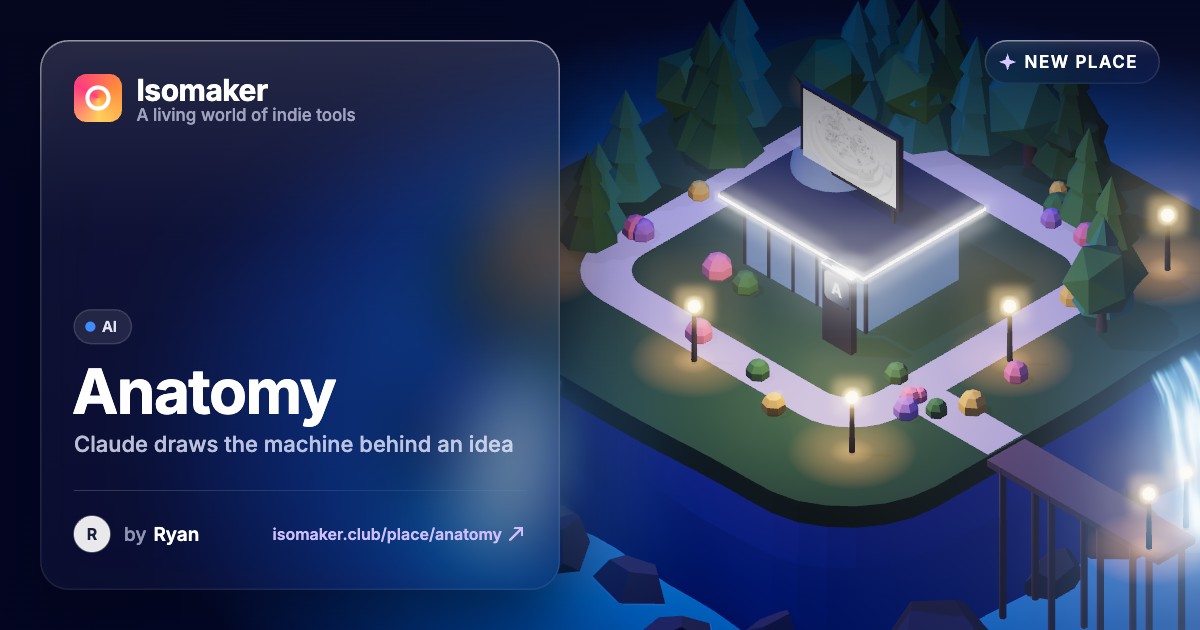 Isomaker
A living world of indie tools
NEW PLACE
A
AI
Anatomy
Claude draws the machine behind an idea
R by Ryan
isomaker.club/place/anatomy ↗